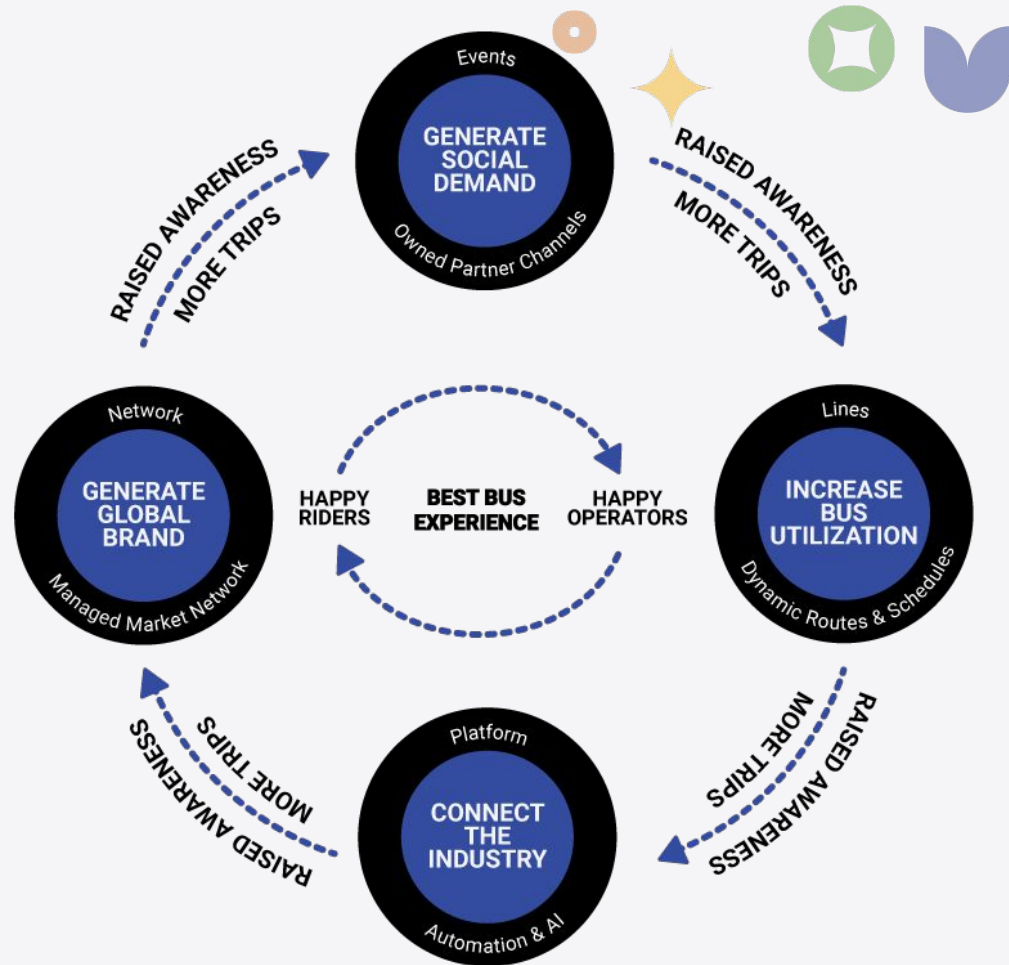 Events
GENERATE
SOCIAL
DEMAND
Owned Partner Channels
RAISED AWARENESS
MORE TRIPS
RAISED AWARENESS
MORE TRIPS
Network
GENERATE
GLOBAL
BRAND
Managed Market Network
HAPPY
RIDERS
BEST BUS
EXPERIENCE
HAPPY
OPERATORS
Lines
INCREASE
BUS
UTILIZATION
Dynamic Routes & Schedules
MORE TRIPS
RAISED AWARENESS
MORE TRIPS
RAISED AWARENESS
Platform
CONNECT
THE
INDUSTRY
Automation & AI